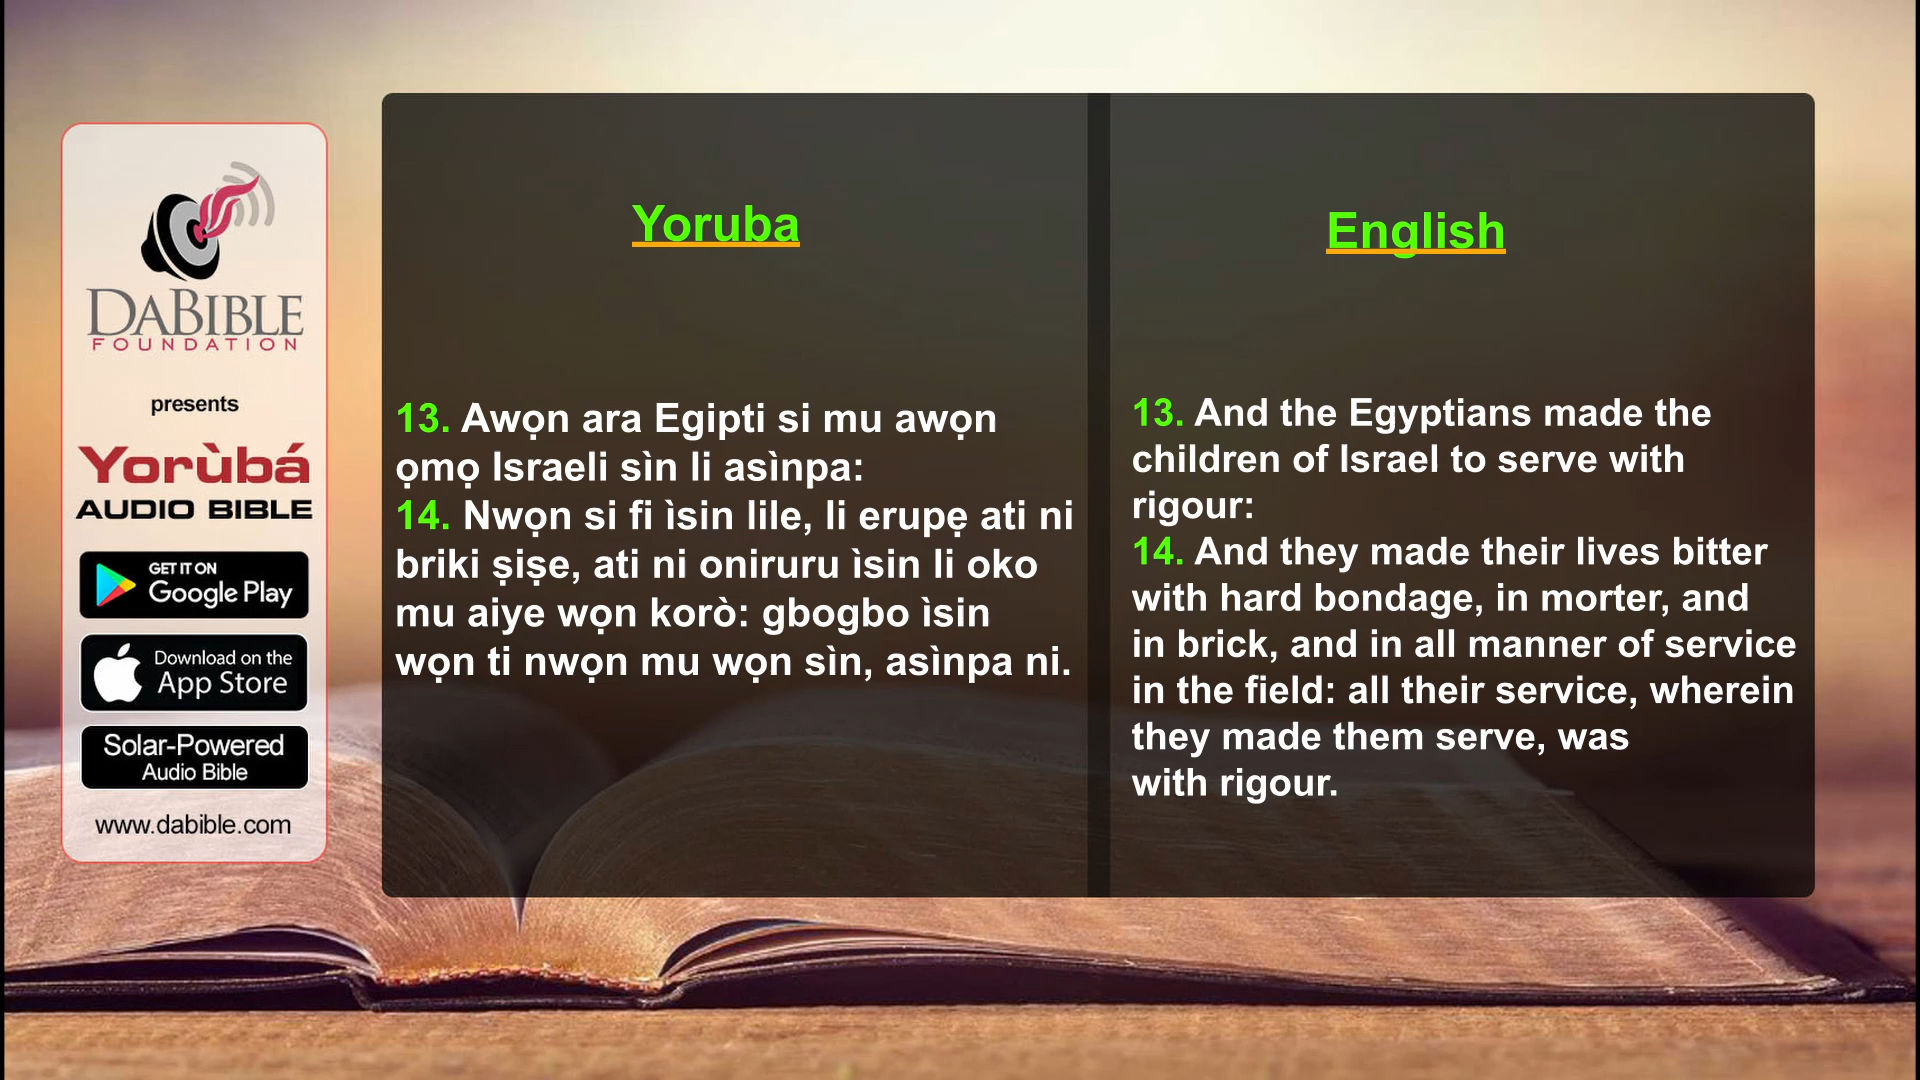 DABIBLE
FOUNDATION
presents
Yorùbá
AUDIO BIBLE
GET IT ON
Google Play
Download on the
App Store
Solar-Powered
Audio Bible
www.dabible.com
Yoruba
13. Awọn ara Egipti si mu awọn
ọmọ Israeli sìn li asìnpa:
14. Nwọn si fi ìsin lile, li erupẹ ati ni
briki ṣiṣe, ati ni oniruru ìsin li oko
mu aiye wọn korò: gbogbo ìsin
wọn ti nwọn mu wọn sìn, asìnpa ni.
English
13. And the Egyptians made the
children of Israel to serve with
rigour:
14. And they made their lives bitter
with hard bondage, in morter, and
in brick, and in all manner of service
in the field: all their service, wherein
they made them serve, was
with rigour.